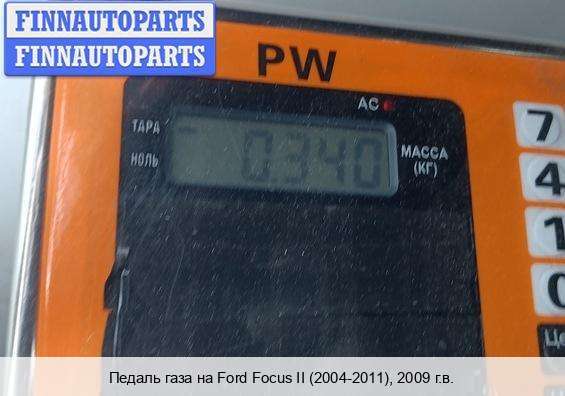 FINNAUTOPARTS
FINNAUTOPARTS
PW
AC
ТАРА
НОЛЬ
0.340
МАССА
(КГ)
7
4
1
0
Педаль газа на Ford Focus II (2004-2011), 2009 г.в.